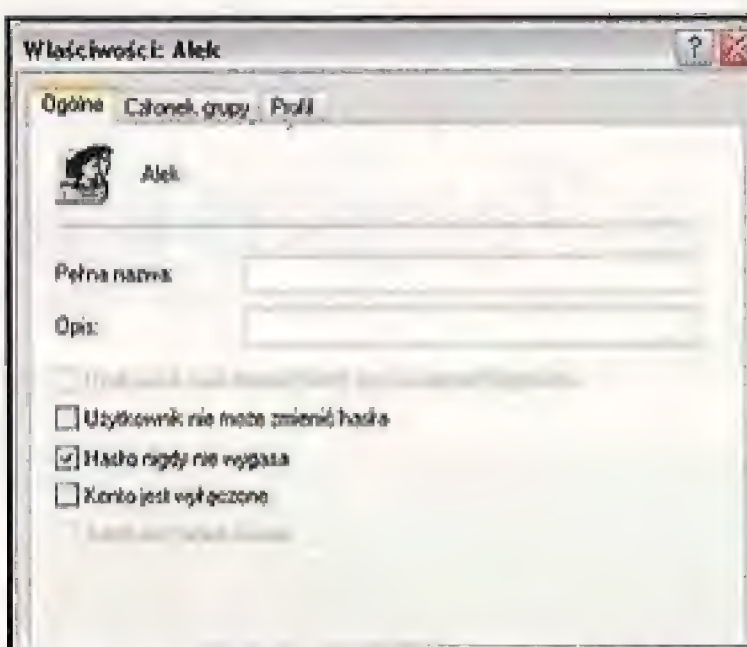 Właściwości: Alek
Ogólne Członek grupy Profil
Alek
Pełna nazwa:
Opis:
Użytkownik nie może zmienić hasła
Hasło nigdy nie wygasa
Konto jest wyłączone